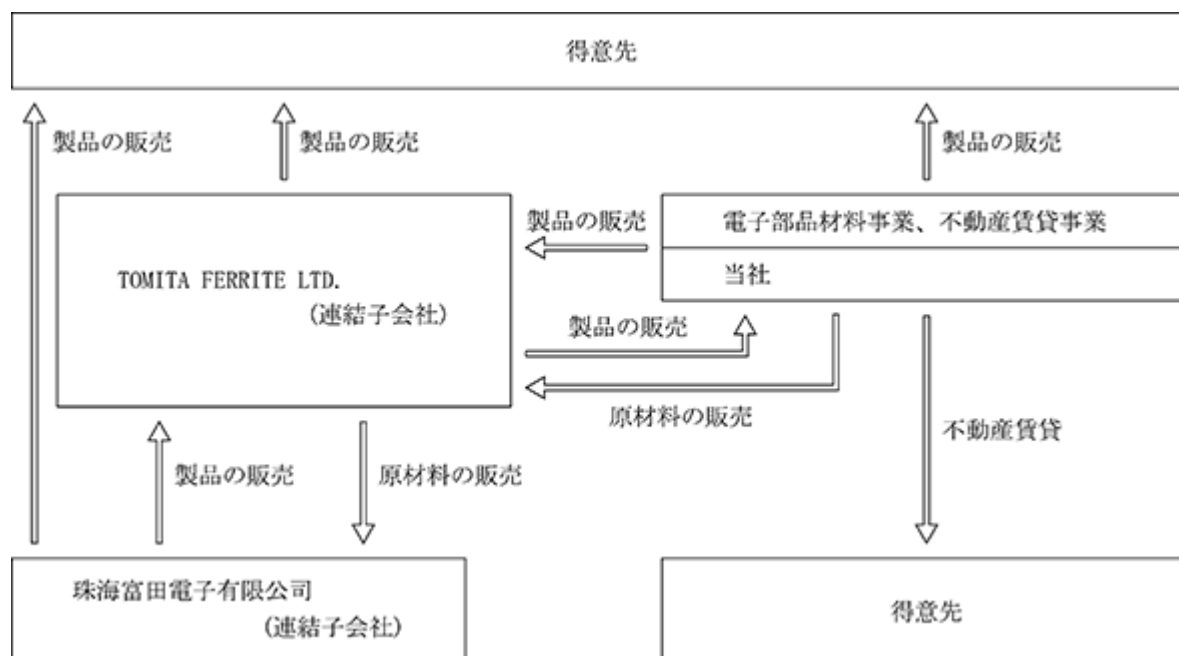 得意先
製品の販売
製品の販売
製品の販売
電子部品材料事業、不動産賃貸事業
製品の販売
当社
TOMITA FERRITE LTD.
(連結子会社)
製品の販売
原材料の販売
不動産賃貸
製品の販売
原材料の販売
珠海富田電子有限公司
(連結子会社)
得意先